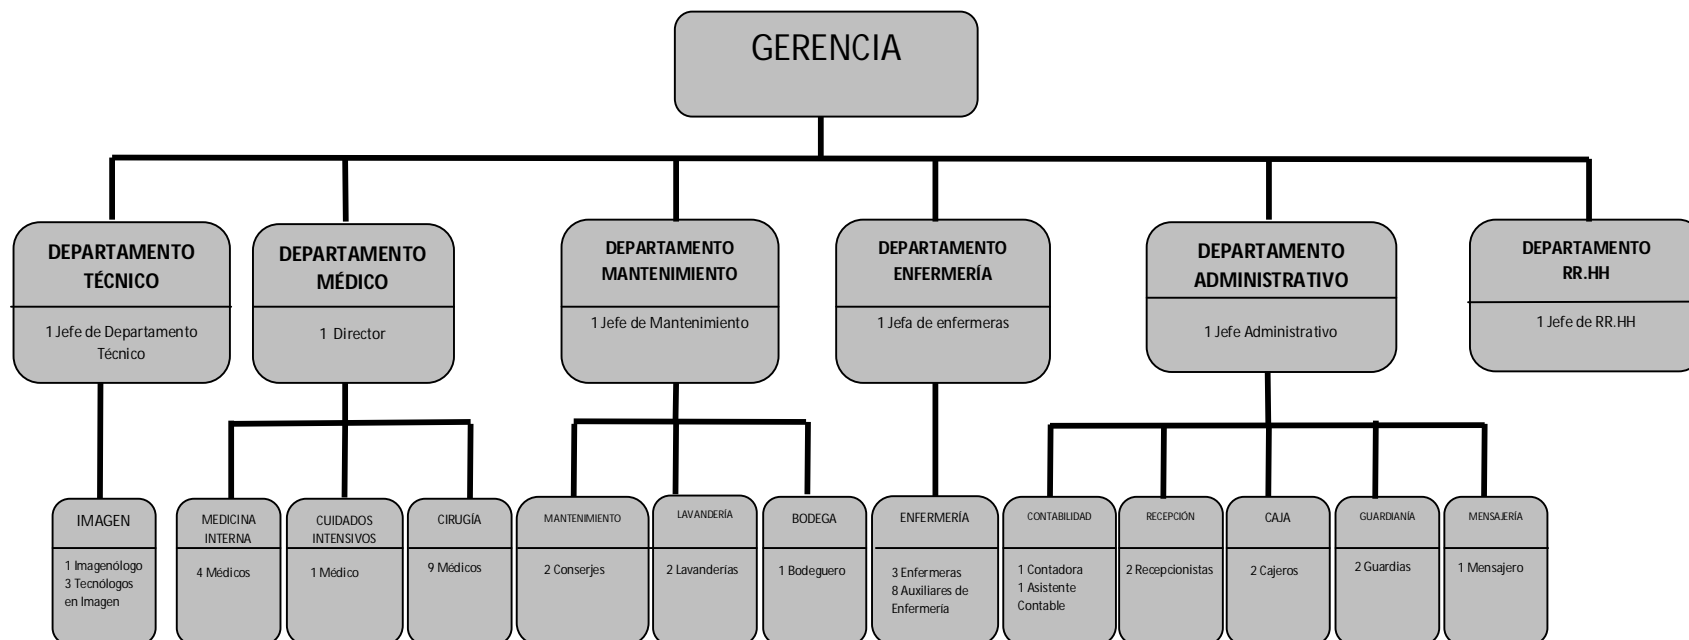 GERENCIA
DEPARTAMENTO
TÉCNICO
1 Jefe de Departamento
Técnico
DEPARTAMENTO
MÉDICO
1 Director
DEPARTAMENTO
MANTENIMIENTO
1 Jefe de Mantenimiento
DEPARTAMENTO
ENFERMERÍA
1 Jefa de enfermeras
DEPARTAMENTO
ADMINISTRATIVO
1 Jefe Administrativo
DEPARTAMENTO
RR.HH
1 Jefe de RR.HH
IMAGEN
1 Imagenólogo
3 Tecnólogos
en Imagen
MEDICINA
INTERNA
4 Médicos
CUIDADOS
INTENSIVOS
1 Médico
CIRUGÍA
9 Médicos
MANTENIMIENTO
2 Conserjes
LAVANDERÍA
2 Lavanderías
BODEGA
1 Bodeguero
ENFERMERÍA
3 Enfermeras
8 Auxiliares de
Enfermería
CONTABILIDAD
1 Contadora
1 Asistente
Contable
RECEPCIÓN
2 Recepcionistas
CAJA
2 Cajeros
GUARDIANÍA
2 Guardias
MENSAJERÍA
1 Mensajero